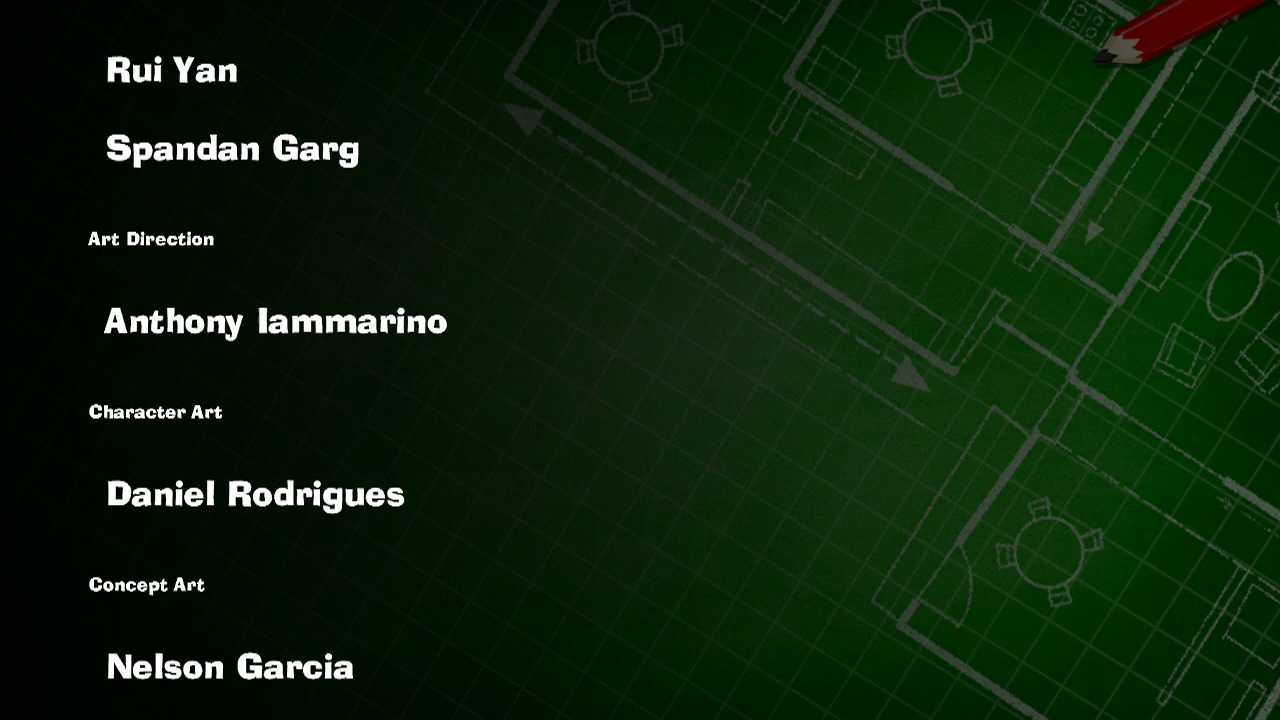 Rui Yan
Spandan Garg
Art Direction
Anthony Iammarino
Character Art
Daniel Rodrigues
Concept Art
Nelson Garcia